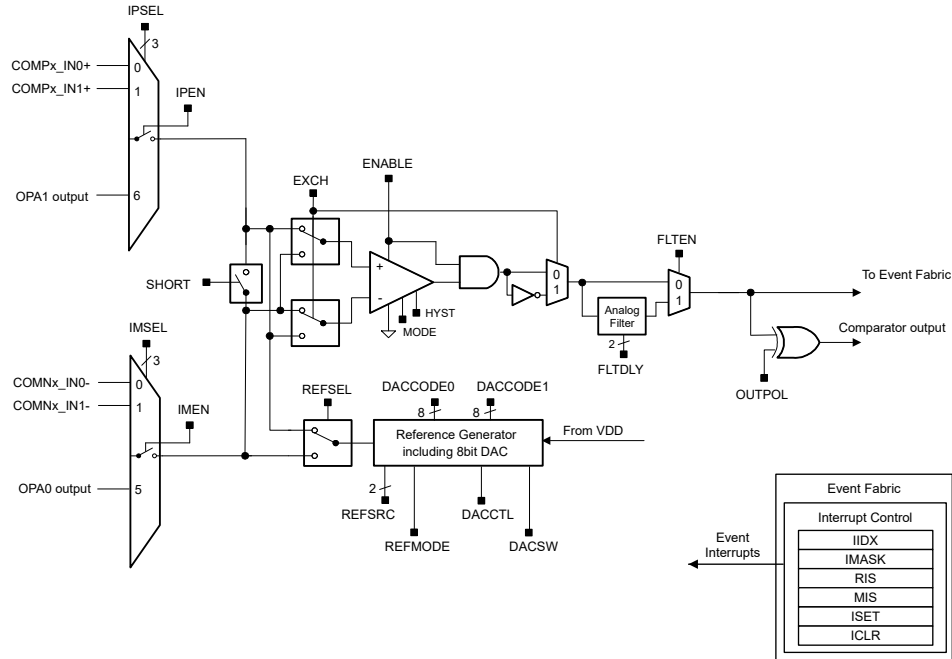 IPSEL
3
COMPx_IN0+
0
COMPx_IN1+
1
IPEN
OPA1 output
6
ENABLE
EXCH
FLTEN
SHORT
+
-
HYST
MODE
0
1
Analog
Filter
2
FLTDLY
0
1
To Event Fabric
Comparator output
OUTPOL
IMSEL
3
COMNx_IN0-
0
COMNx_IN1-
1
IMEN
OPA0 output
5
REFSEL
DACCODE0
DACCODE1
8
8
Reference Generator
including 8bit DAC
From VDD
2
REFSRC
DACCTL
REFMODE
DACSW
Event
Interrupts
Event Fabric
Interrupt Control
IIDX
IMASK
RIS
MIS
ISET
ICLR